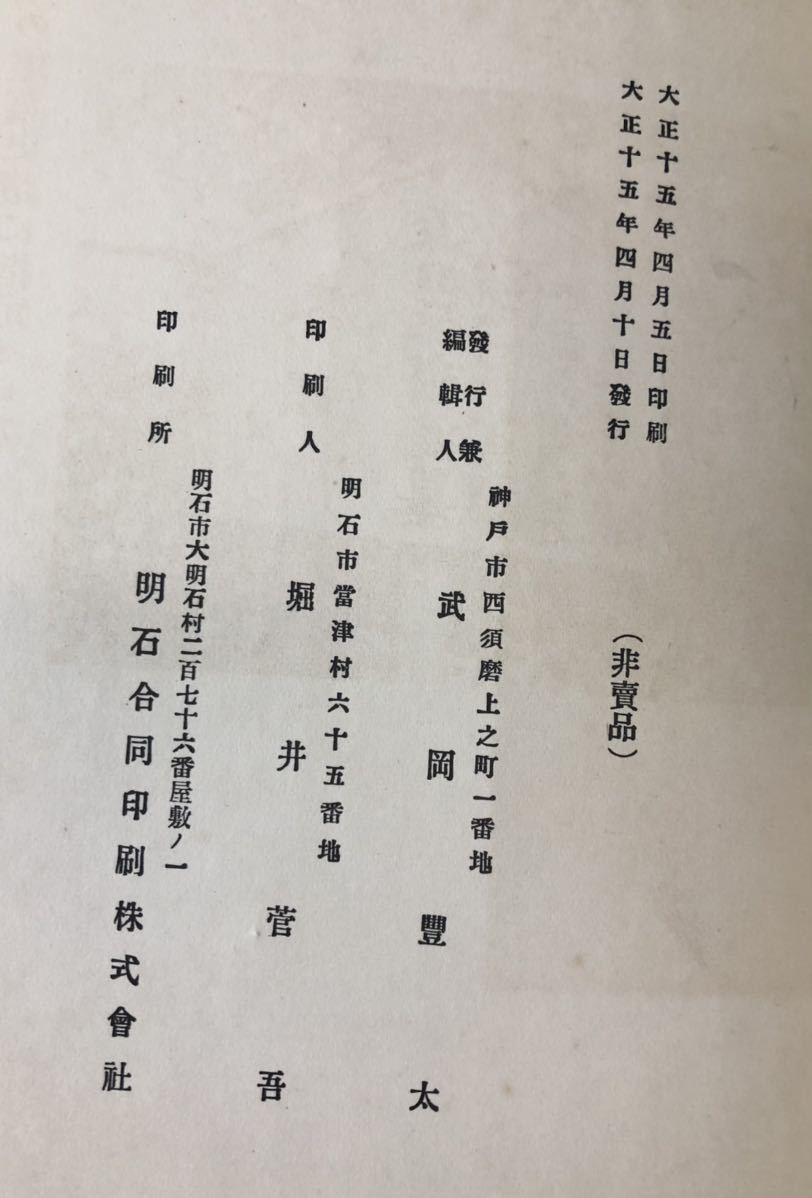 大正十五年四月五日印刷
大正十五年四月十日發行
（非賣品）
發行兼
編輯人
神戶市西須磨上之町一番地
武岡豐太
印刷人
明石市當津村六十五番地
堀井菅吾
印刷所
明石市大明石村二百七十六番屋敷ノ一
明石合同印刷株式會社